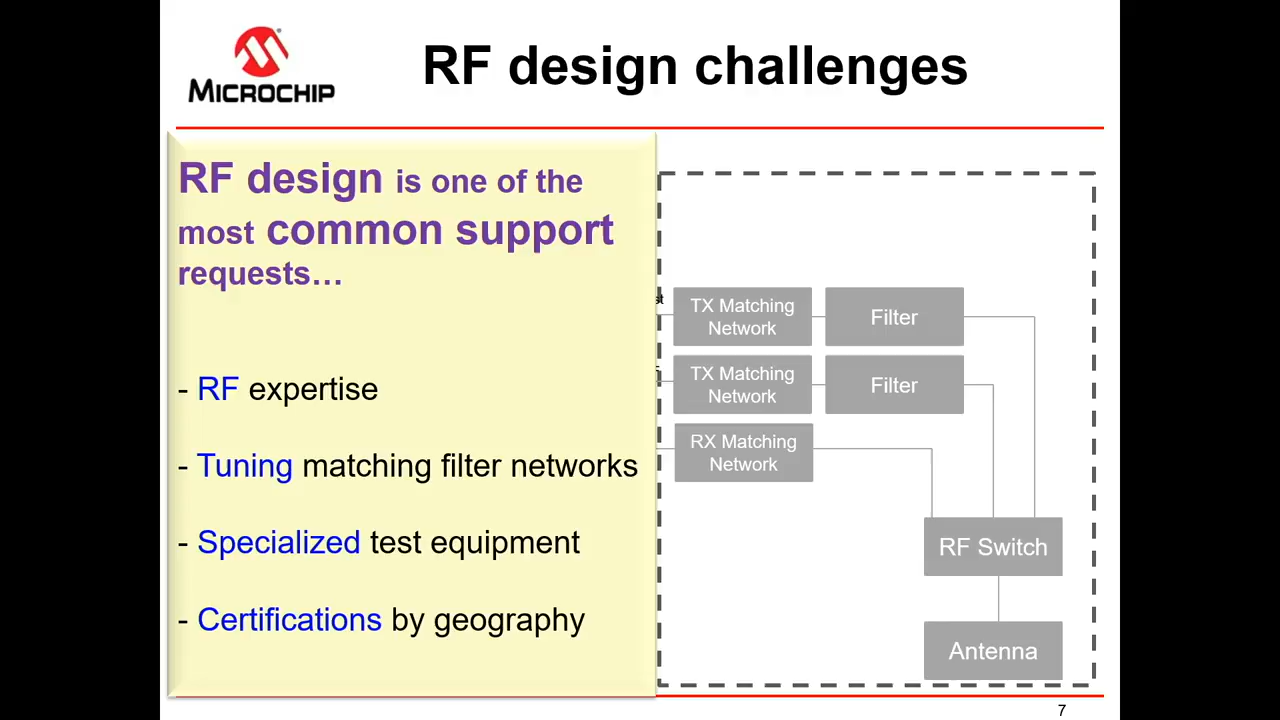 MICROCHIP
RF design challenges
RF design is one of the
most common support
requests…
- RF expertise
- Tuning matching filter networks
- Specialized test equipment
- Certifications by geography
st
TX Matching
Network
Filter
TX Matching
Network
Filter
RX Matching
Network
RF Switch
Antenna
7